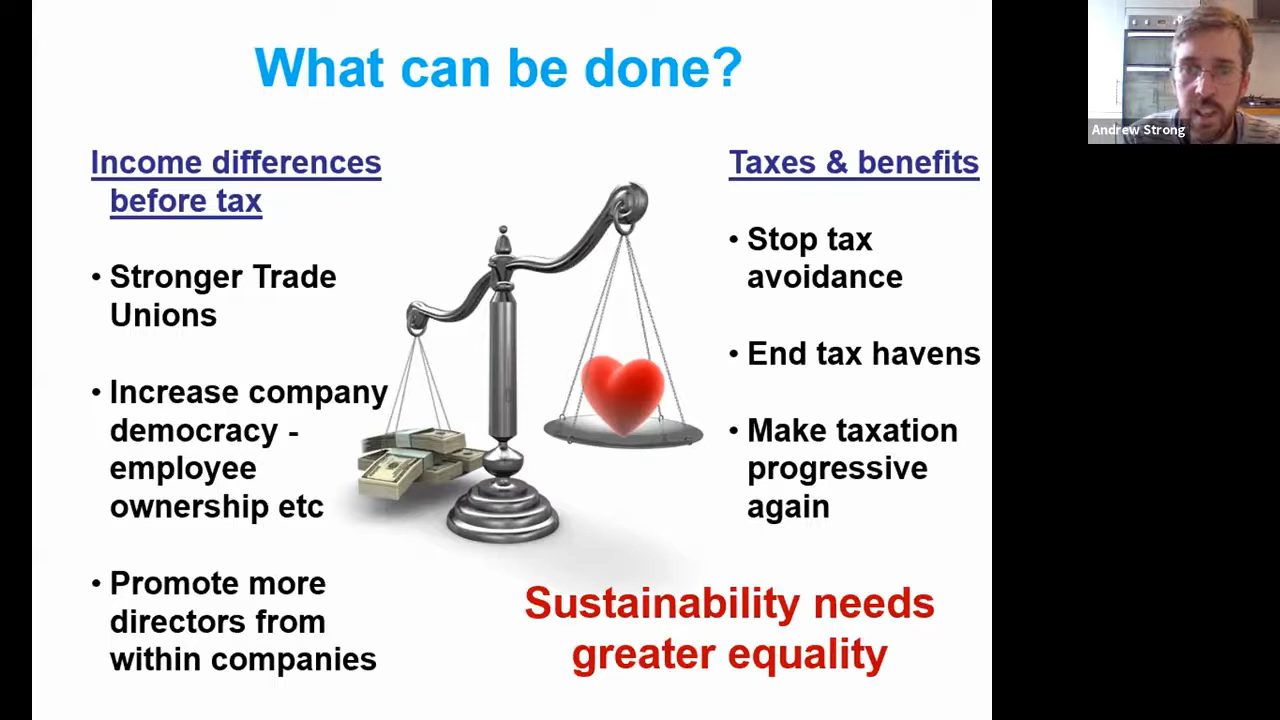 What can be done?
Income differences
before tax
• Stronger Trade
Unions
• Increase company
democracy -
employee
ownership etc
• Promote more
directors from
within companies
Taxes & benefits
• Stop tax
avoidance
• End tax havens
• Make taxation
progressive
again
Sustainability needs
greater equality
Andrew Strong